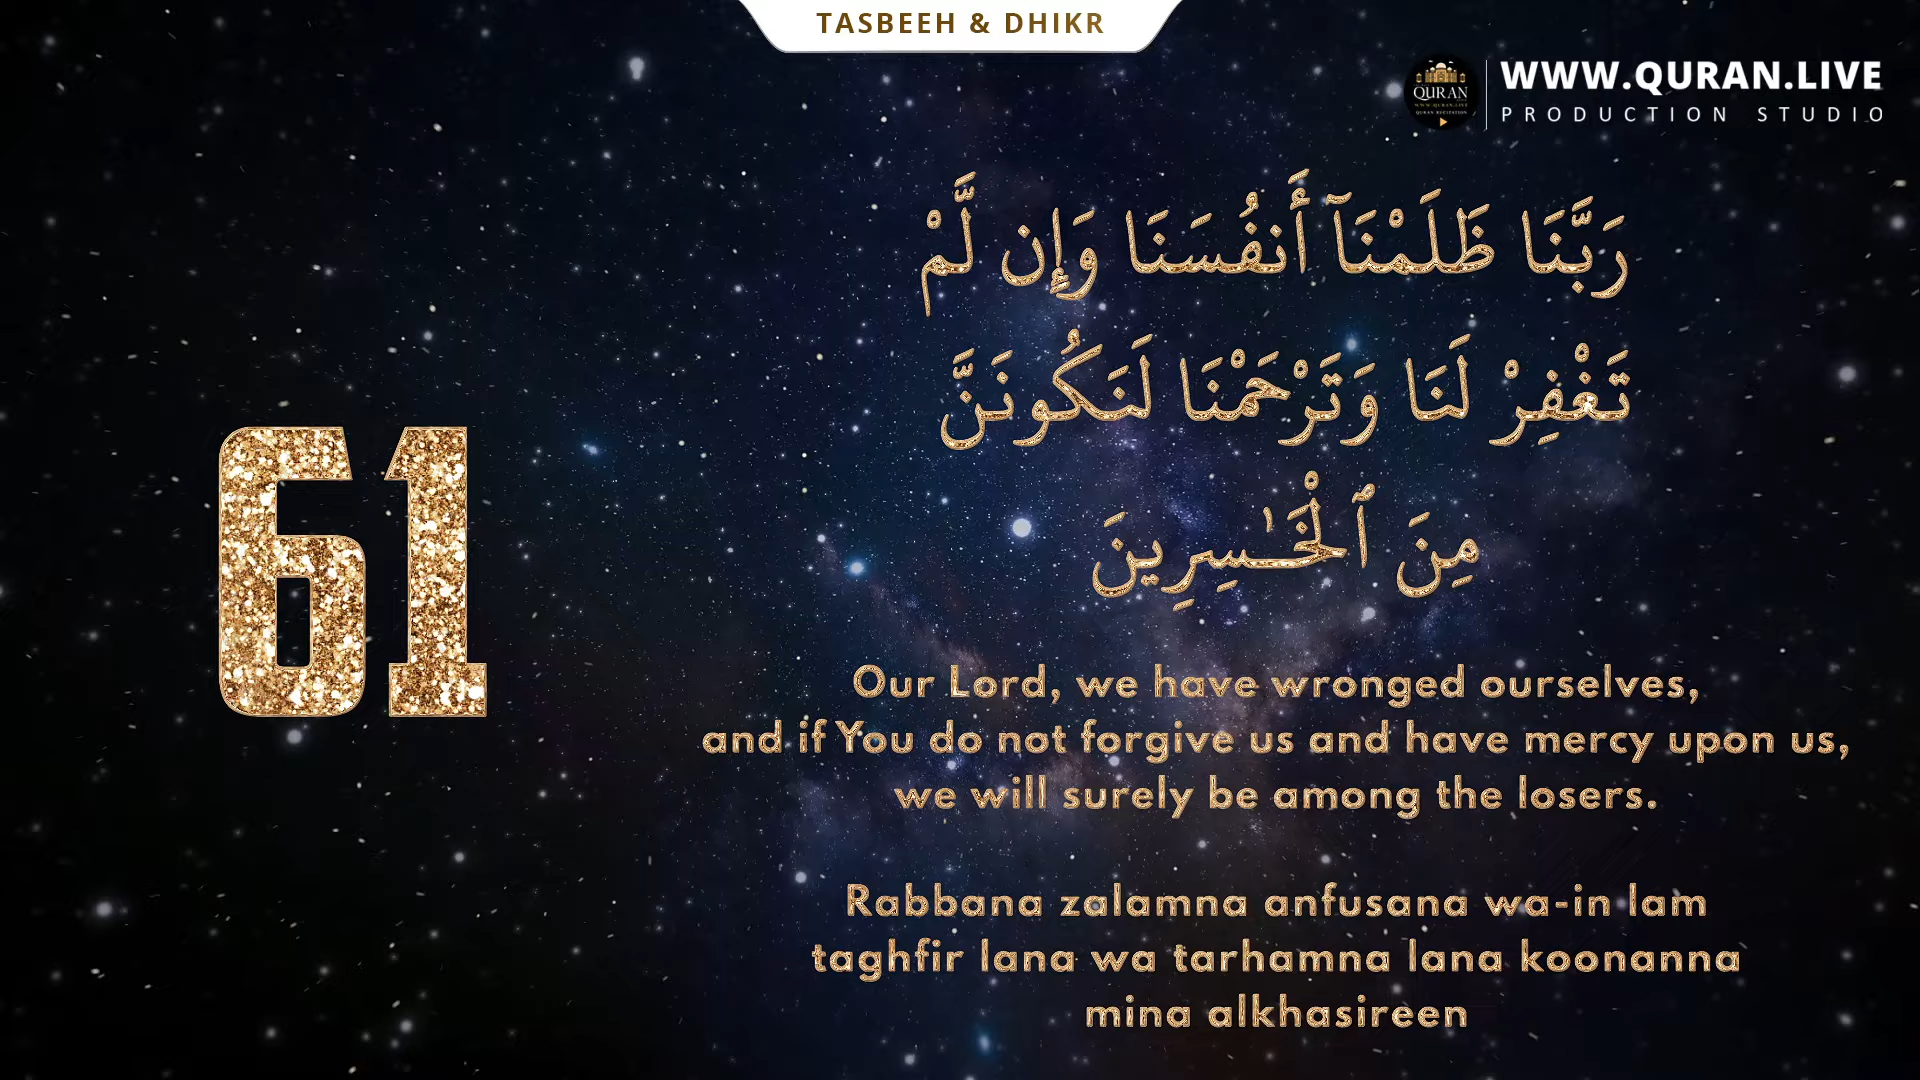 TASBEEH & DHIKR
QURAN
WWW.QURAN.LIVE
PRODUCTION STUDIO
رَبَّنَا ظَلَمْنَآ أَنفُسَنَا وَإِن لَّمْ
تَغْفِرْ لَنَا وَتَرْحَمْنَا لَنَكُونَنَّ
مِنَ ٱلْخَـٰسِرِينَ
61
Our Lord, we have wronged ourselves,
and if You do not forgive us and have mercy upon us,
we will surely be among the losers.
Rabbana zalamna anfusana wa-in lam
taghfir lana wa tarhamna lana koonanna
mina alkhasireen